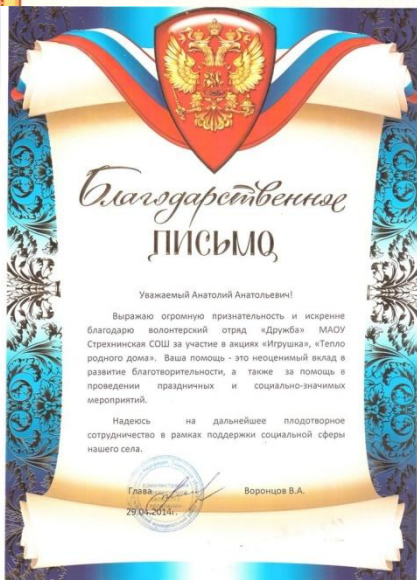 Благодарственное
ПИСЬМО
Уважаемый Анатолий Анатольевич!
Выражаю огромную признательность и искренне
благодарю волонтерский отряд «Дружба» МАОУ
Стрехнинская СОШ за участие в акциях «Игрушка», «Тепло
родного дома». Ваша помощь - это неоценимый вклад в
развитие благотворительности, а также за помощь в
проведении праздничных и социально-значимых
мероприятий.
Надеюсь на дальнейшее плодотворное
сотрудничество в рамках поддержки социальной сферы
нашего села.
Глава Воронцов В.А.
29.04.2014г.